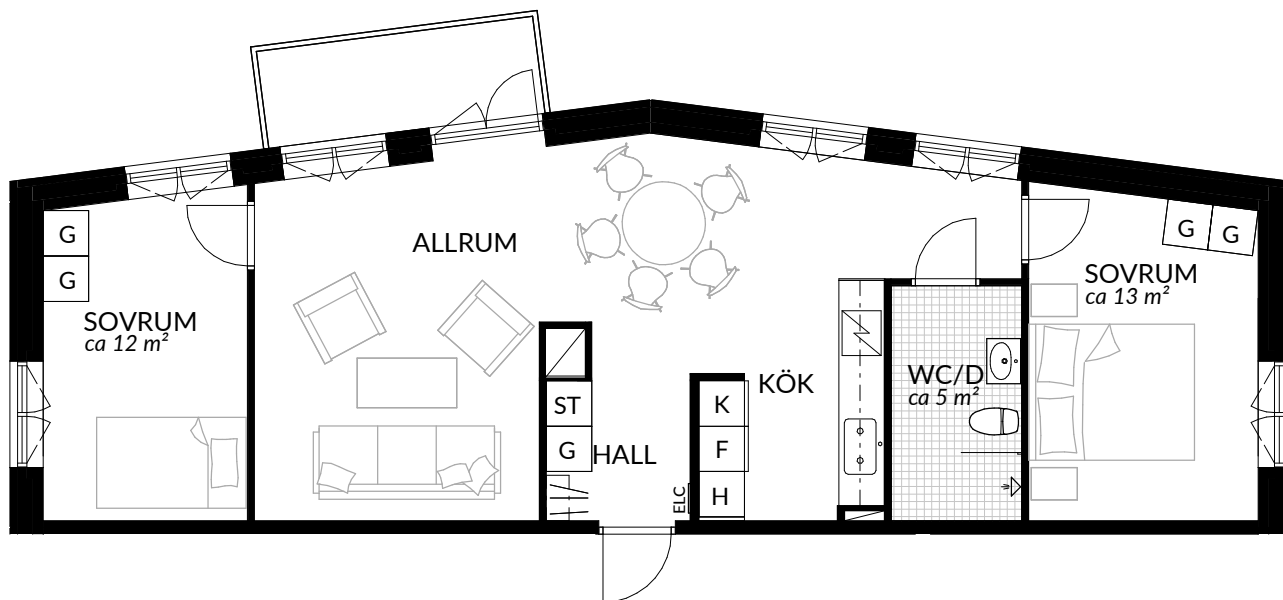 ALLRUM
G
G
G
G
SOVRUM
ca 12 m²
SOVRUM
ca 13 m²
KÖK
WC/D
ca 5 m²
ST
G
HALL
K
F
H
ELC